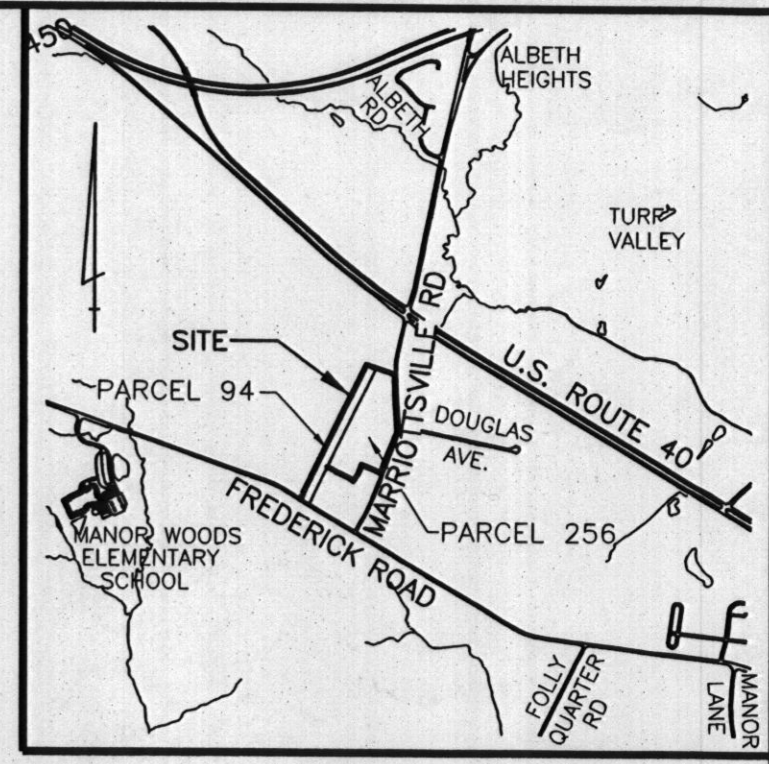 450
ALBETH
HEIGHTS
ALBETH
RD
TURF
VALLEY
MARRIOTTSVILLE RD
SITE
PARCEL 94
U.S. ROUTE 40
DOUGLAS
AVE.
FREDERICK ROAD
PARCEL 256
MANOR WOODS
ELEMENTARY
SCHOOL
FOLLY
QUARTER
RD
MANOR
LANE